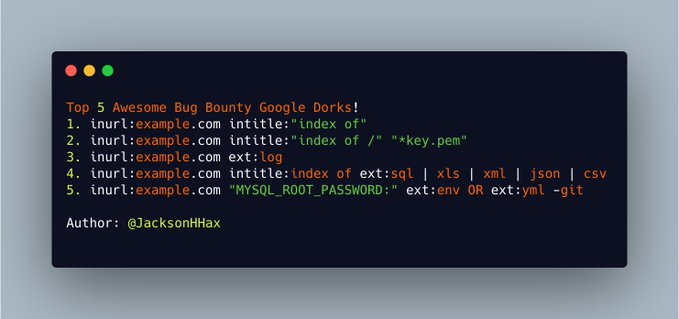 Top 5 Awesome Bug Bounty Google Dorks!
1. inurl:example.com intitle:"index of"
2. inurl:example.com intitle:"index of /" "*key.pem"
3. inurl:example.com ext:log
4. inurl:example.com intitle:index of ext:sql | xls | xml | json | csv
5. inurl:example.com "MYSQL_ROOT_PASSWORD:" ext:env OR ext:yml -git
Author: @JacksonHHax